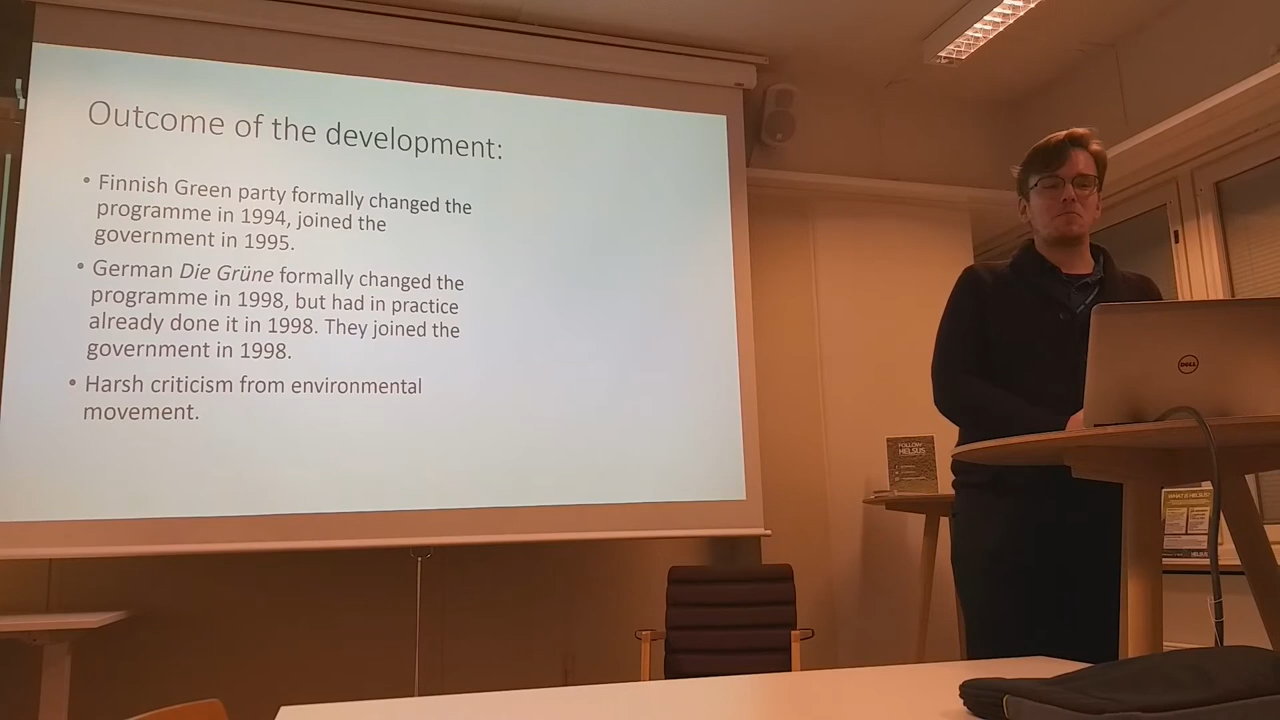 Outcome of the development:
• Finnish Green party formally changed the
programme in 1994, joined the
government in 1995.
• German Die Grüne formally changed the
programme in 1998, but had in practice
already done it in 1998. They joined the
government in 1998.
• Harsh criticism from environmental
movement.
DELL
FOLLOW
HELSUS
WHAT IS HELSUS?